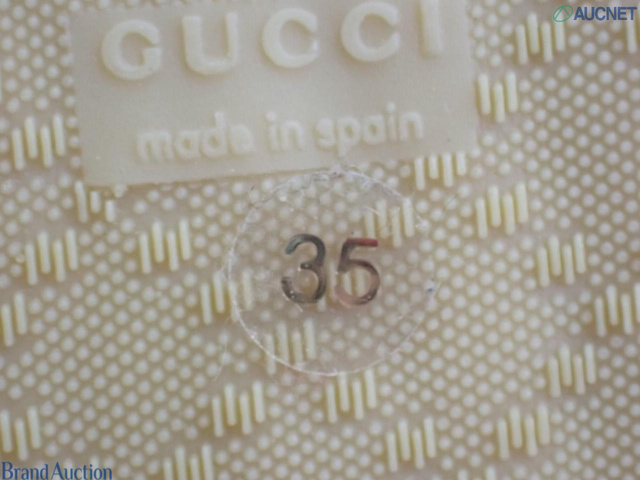 AUCNET
GUCCI
made in spain
35
Brand Auction